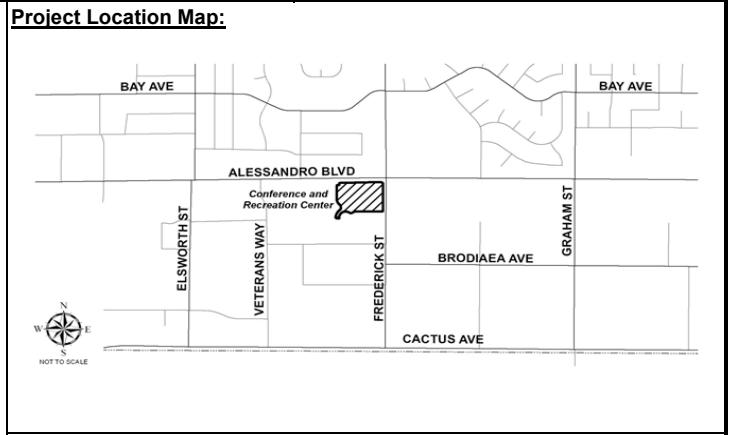 Project Location Map:
BAY AVE
BAY AVE
ALESSANDRO BLVD
Conference and
Recreation Center
ELSWORTH ST
VETERANS WAY
FREDERICK ST
GRAHAM ST
BRODIAEA AVE
CACTUS AVE
N
W
E
S
NOT TO SCALE